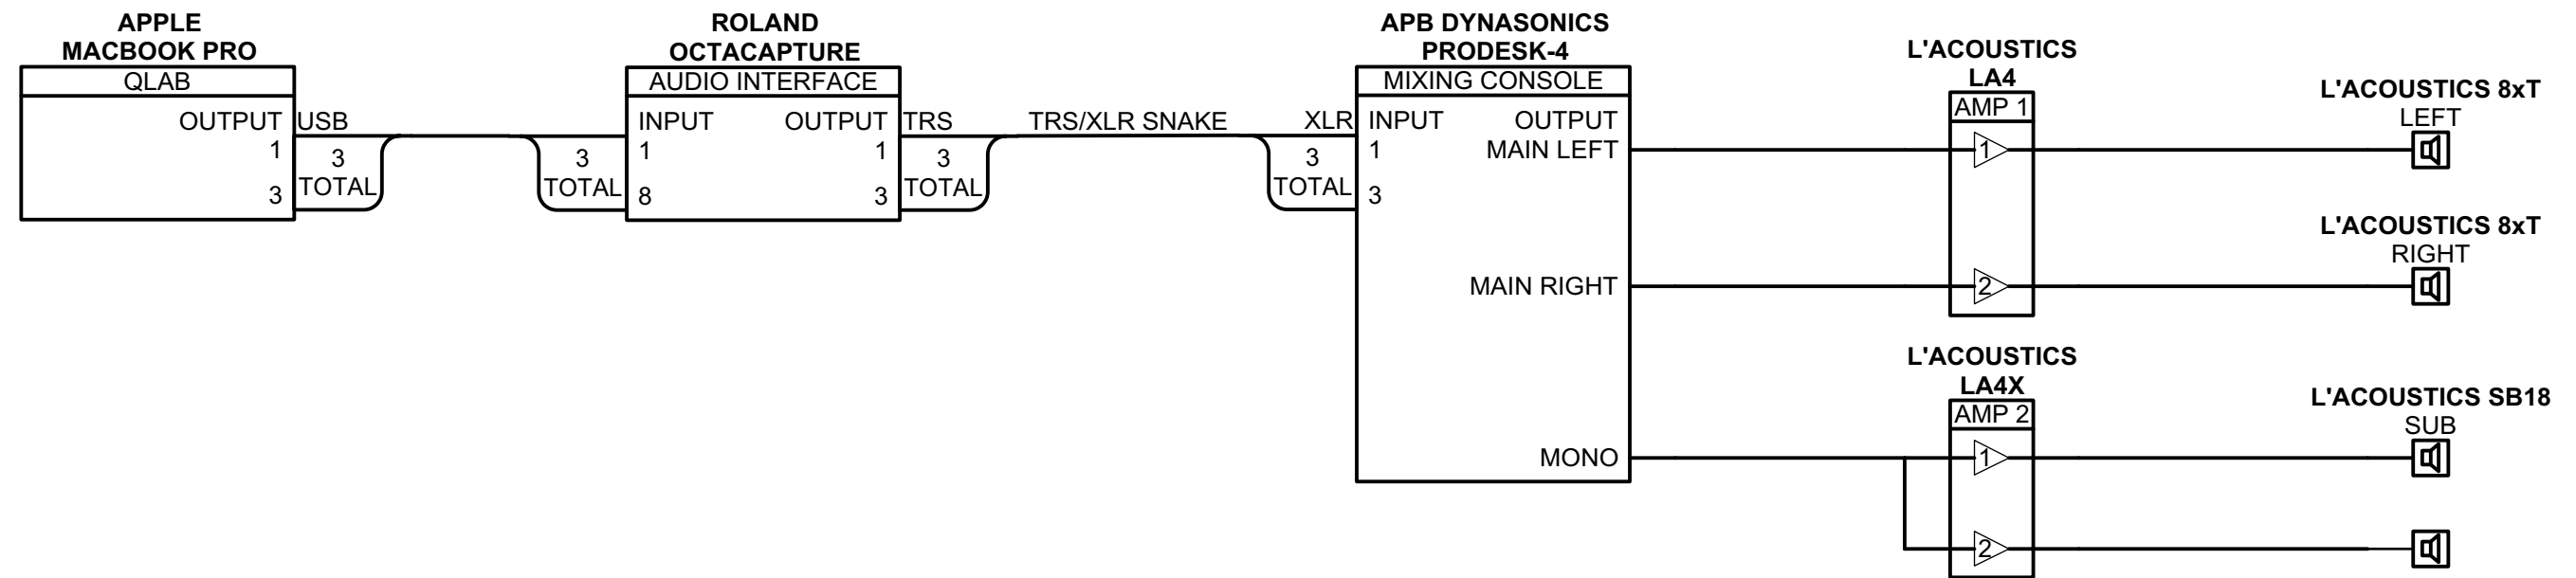 APPLE
MACBOOK PRO
QLAB
OUTPUT
1
3
USB
3
TOTAL
ROLAND
OCTACAPTURE
AUDIO INTERFACE
3
TOTAL
INPUT
1
8
OUTPUT
1
3
TRS
3
TOTAL
TRS/XLR SNAKE
APB DYNASONICS
PRODESK-4
MIXING CONSOLE
XLR
3
TOTAL
INPUT
1
3
OUTPUT
MAIN LEFT
MAIN RIGHT
MONO
L'ACOUSTICS
LA4
AMP 1
1
2
L'ACOUSTICS
LA4X
AMP 2
1
2
L'ACOUSTICS 8xT
LEFT
L'ACOUSTICS 8xT
RIGHT
L'ACOUSTICS SB18
SUB